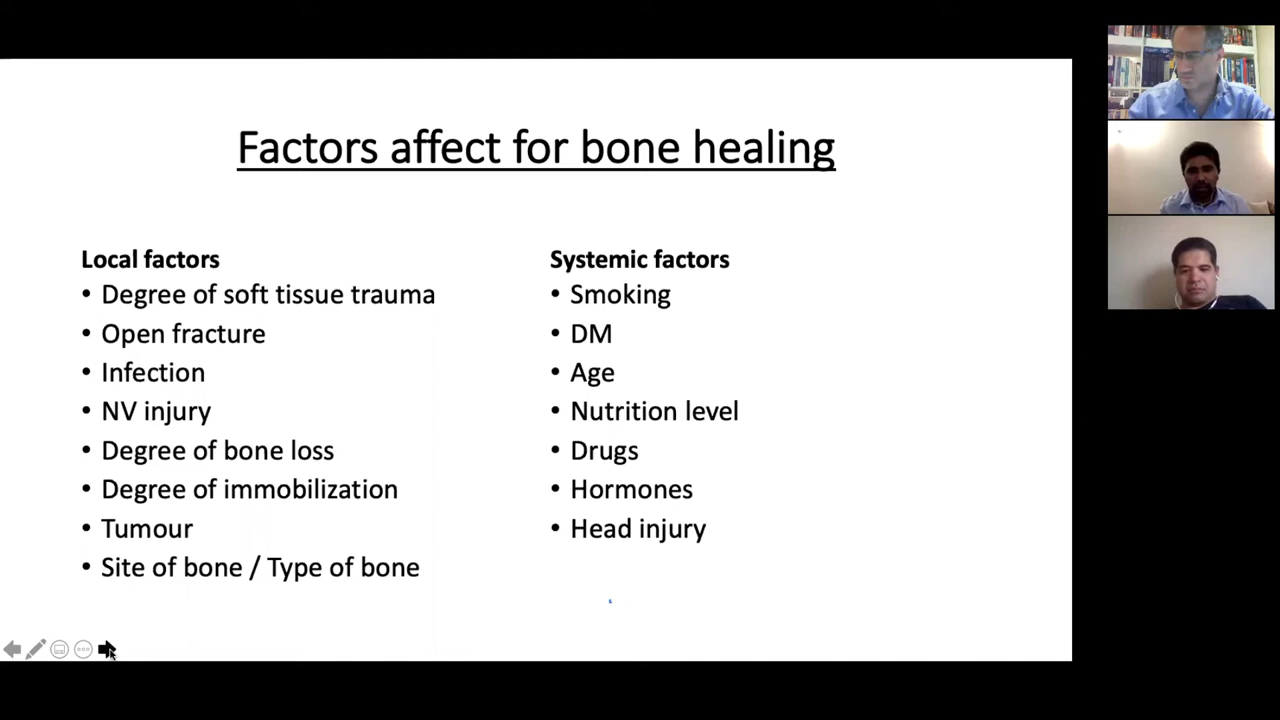 Factors affect for bone healing
Local factors
• Degree of soft tissue trauma
• Open fracture
• Infection
• NV injury
• Degree of bone loss
• Degree of immobilization
• Tumour
• Site of bone / Type of bone
Systemic factors
• Smoking
• DM
• Age
• Nutrition level
• Drugs
• Hormones
• Head injury